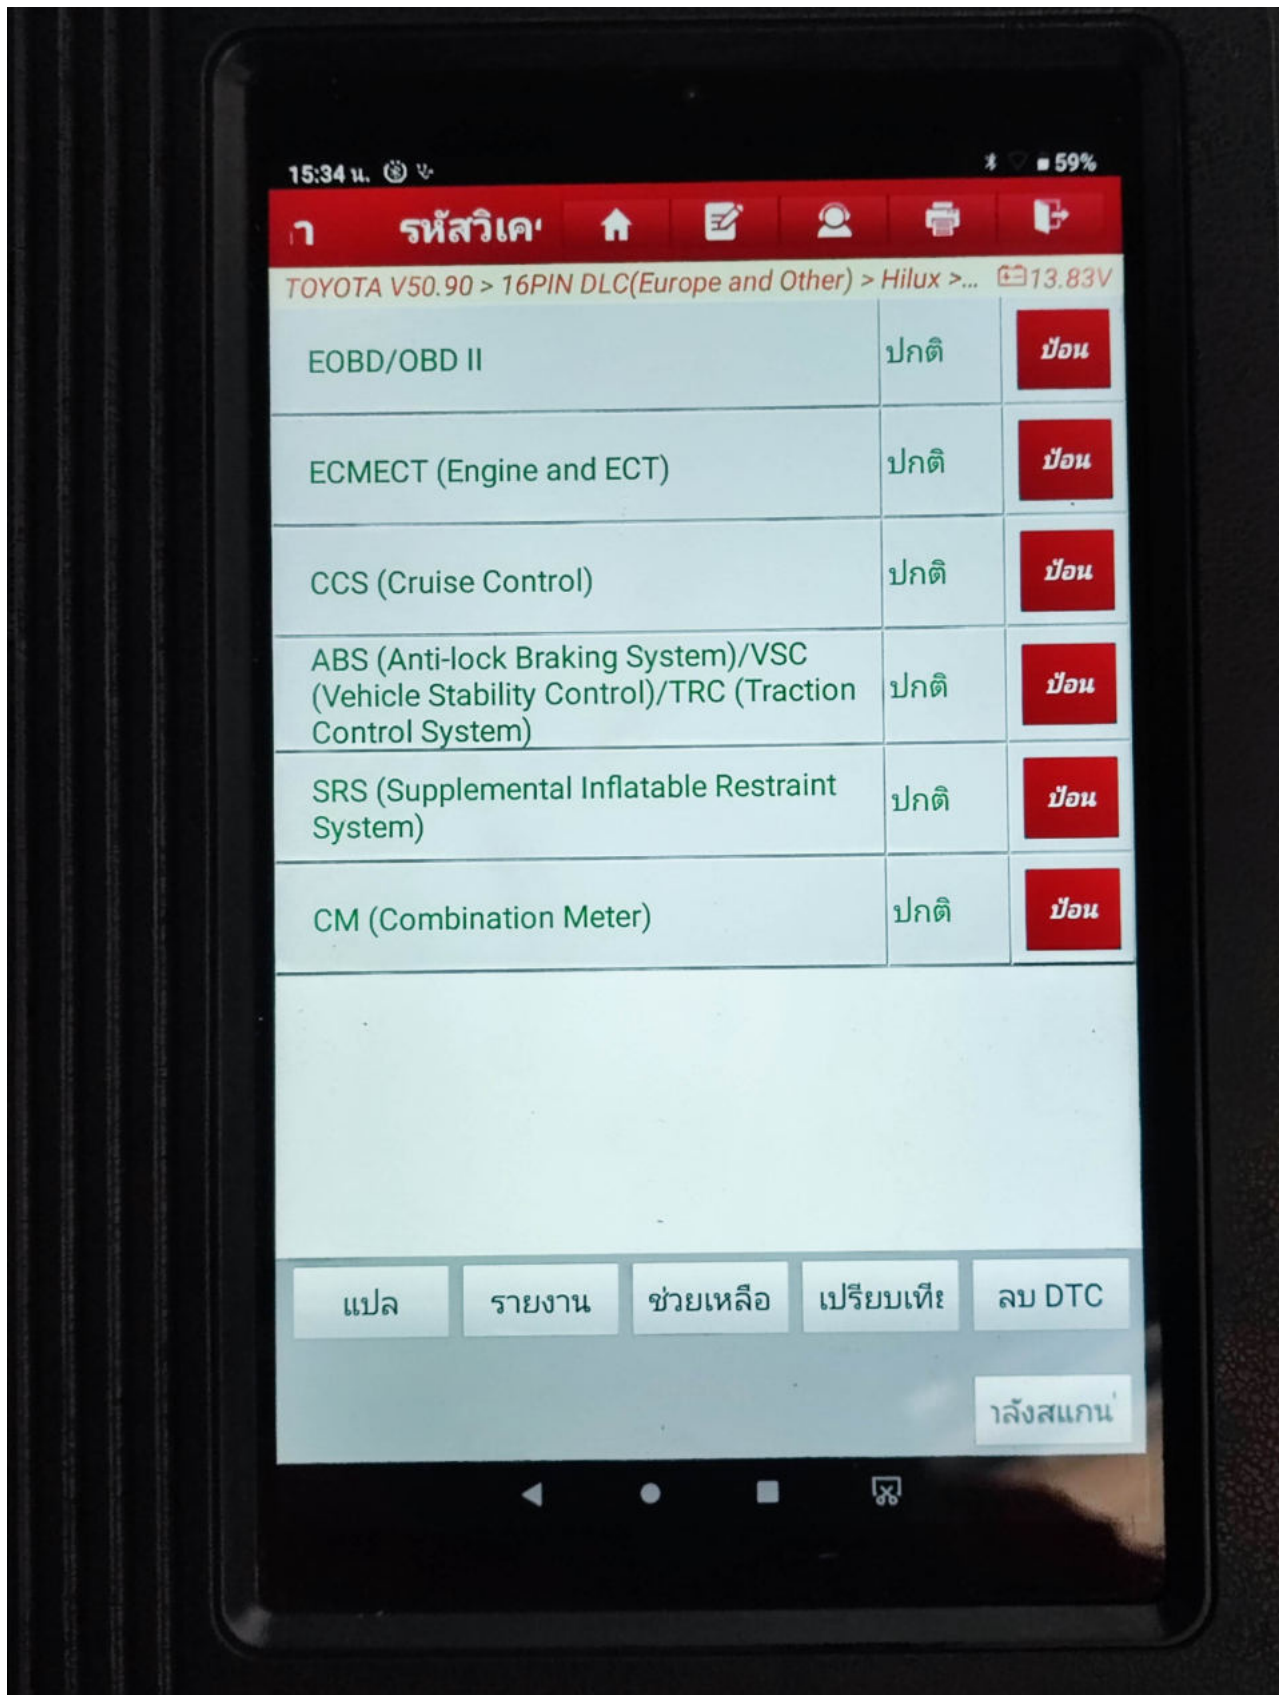 15:34 น.
59%
รหัสวิเค
TOYOTA V50.90 > 16PIN DLC(Europe and Other) > Hilux >... 13.83V
EOBD/OBD II ปกติ ป้อน
ECMECT (Engine and ECT) ปกติ ป้อน
CCS (Cruise Control) ปกติ ป้อน
ABS (Anti-lock Braking System)/VSC
(Vehicle Stability Control)/TRC (Traction
Control System)
ปกติ ป้อน
SRS (Supplemental Inflatable Restraint
System)
ปกติ ป้อน
CM (Combination Meter) ปกติ ป้อน
แปล รายงาน ช่วยเหลือ เปรียบเทีย ลบ DTC
าลังสแกน